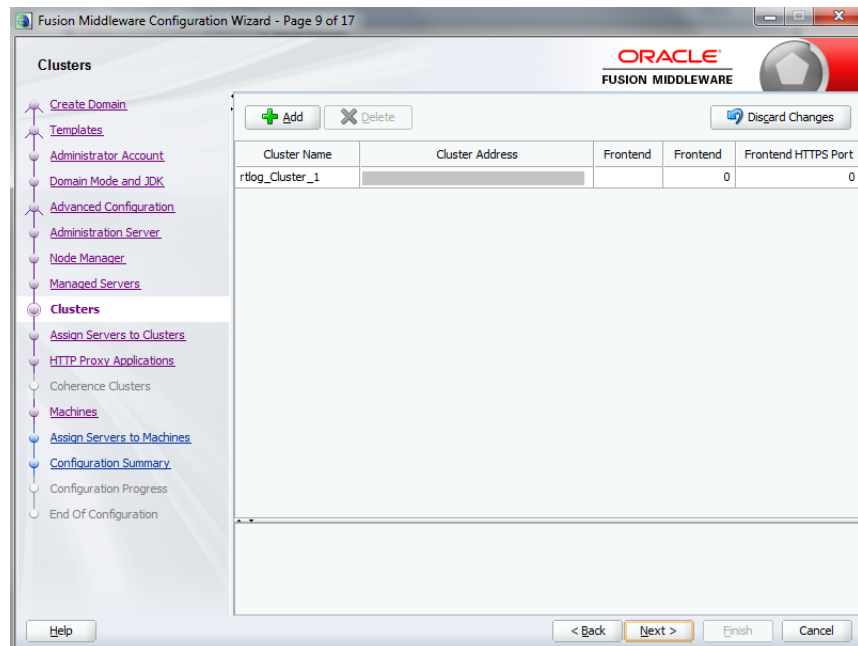 Fusion Middleware Configuration Wizard - Page 9 of 17
Clusters
ORACLE
FUSION MIDDLEWARE
Create Domain
Templates
Administrator Account
Domain Mode and JDK
Advanced Configuration
Administration Server
Node Manager
Managed Servers
Clusters
Assign Servers to Clusters
HTTP Proxy Applications
Coherence Clusters
Machines
Assign Servers to Machines
Configuration Summary
Configuration Progress
End Of Configuration
Add Delete Discard Changes
Cluster Name Cluster Address Frontend Frontend Frontend HTTPS Port
rtlog_Cluster_1 0 0
Help < Back Next > Finish Cancel